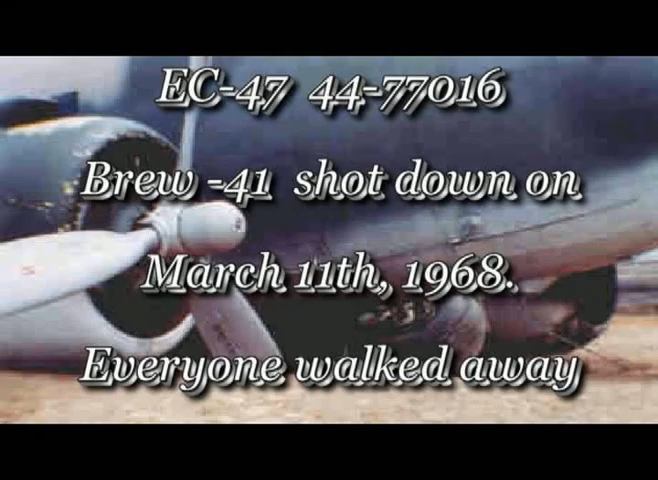 EC-47 44-77016
Brew -41 shot down on
March 11th, 1968.
Everyone walked away